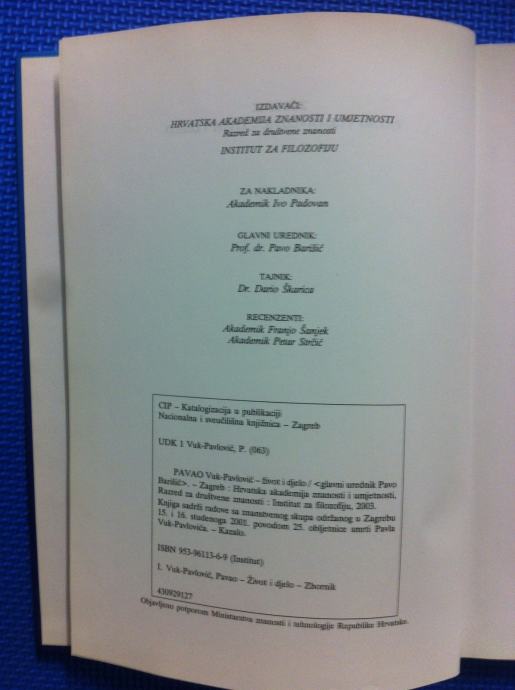 IZDAVAČI:
HRVATSKA AKADEMIJA ZNANOSTI I UMJETNOSTI
Razred za društvene znanosti
INSTITUT ZA FILOZOFIJU
ZA NAKLADNIKA:
Akademik Ivo Padovan
GLAVNI UREDNIK:
Prof. dr. Pavo Barišić
TAJNIK:
Dr. Dario Škarica
RECENZENTI:
Akademik Franjo Šanjek
Akademik Petar Strčić
CIP – Katalogizacija u publikaciji
Nacionalna i sveučilišna knjižnica – Zagreb
UDK 1 Vuk-Pavlović, P. (063)
PAVAO Vuk-Pavlović – život i djelo / <glavni urednik Pavo
Barišić>. – Zagreb : Hrvatska akademija znanosti i umjetnosti,
Razred za društvene znanosti : Institut za filozofiju, 2003.
Knjiga sadrži radove sa znanstvenog skupa održanog u Zagrebu
15. i 16. studenoga 2001. povodom 25. obljetnice smrti Pavla
Vuk-Pavlovića. – Kazalo.
ISBN 953-96113-6-9 (Institut)
I. Vuk-Pavlović, Pavao – Život i djelo – Zbornik
430929127
Objavljeno potporom Ministarstva znanosti i tehnologije Republike Hrvatske.